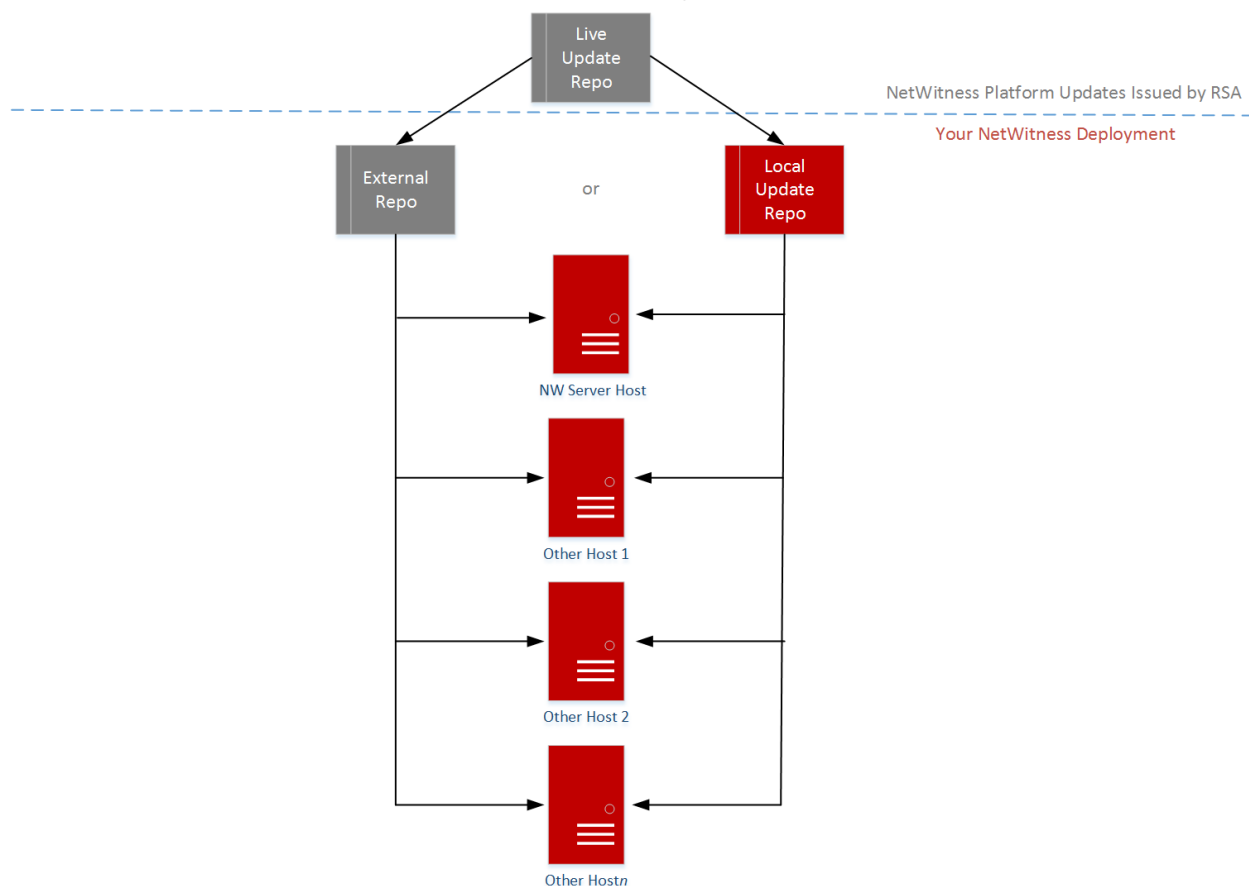 Live
Update
Repo
NetWitness Platform Updates Issued by RSA
Your NetWitness Deployment
External
Repo
or
Local
Update
Repo
NW Server Host
Other Host 1
Other Host 2
Other Hostn